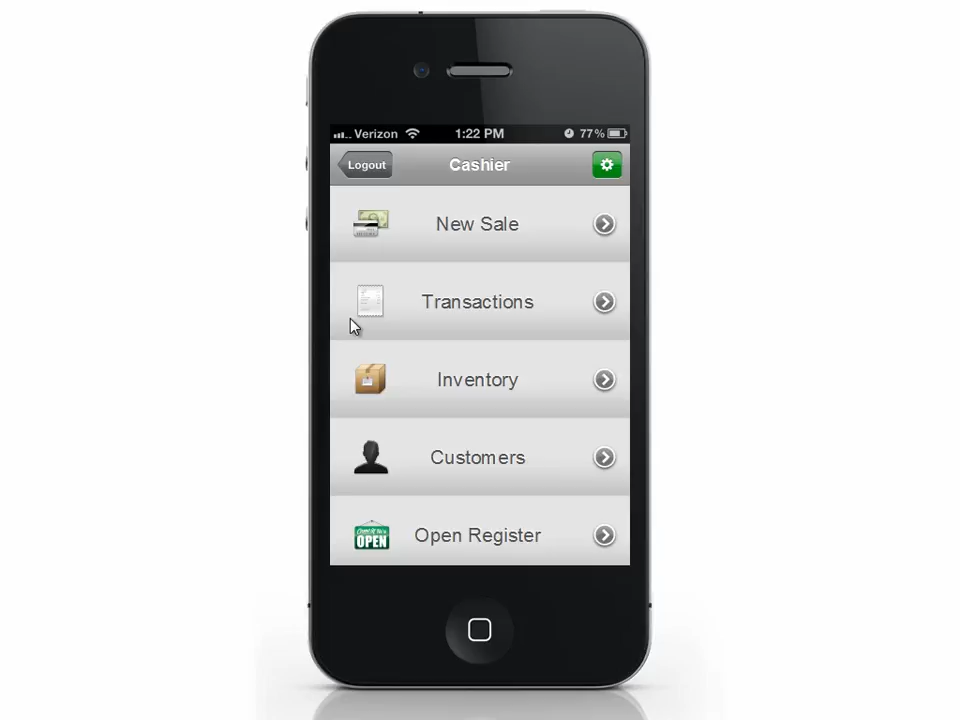 Verizon 1:22 PM 77%
Logout Cashier
New Sale
Transactions
Inventory
Customers
OPEN Open Register